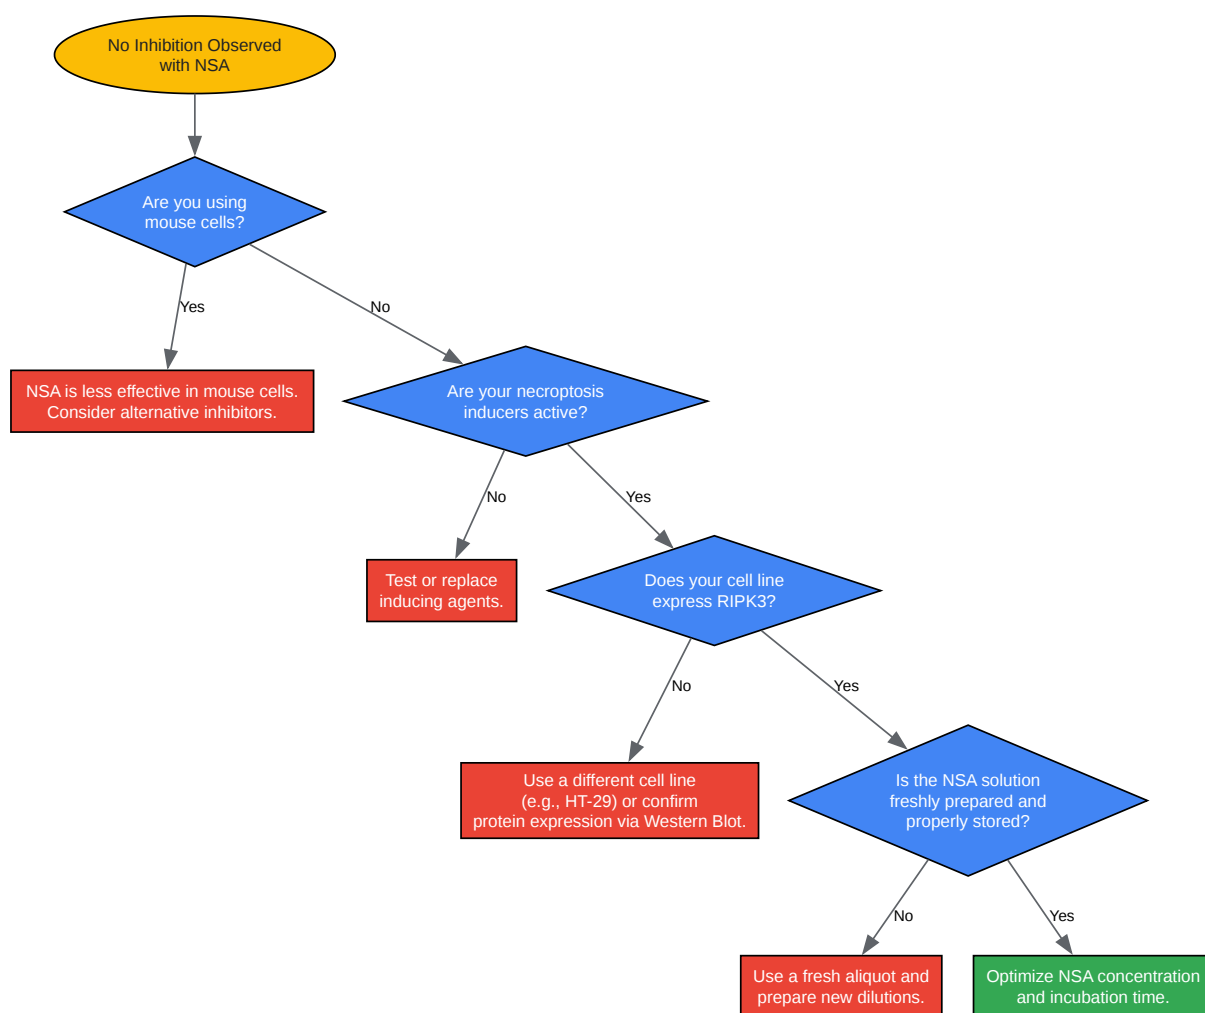 No Inhibition Observed
with NSA
Are you using
mouse cells?
Yes
No
NSA is less effective in mouse cells.
Consider alternative inhibitors.
Are your necroptosis
inducers active?
No
Yes
Test or replace
inducing agents.
Does your cell line
express RIPK3?
No
Yes
Use a different cell line
(e.g., HT-29) or confirm
protein expression via Western Blot.
Is the NSA solution
freshly prepared and
properly stored?
No
Yes
Use a fresh aliquot and
prepare new dilutions.
Optimize NSA concentration
and incubation time.